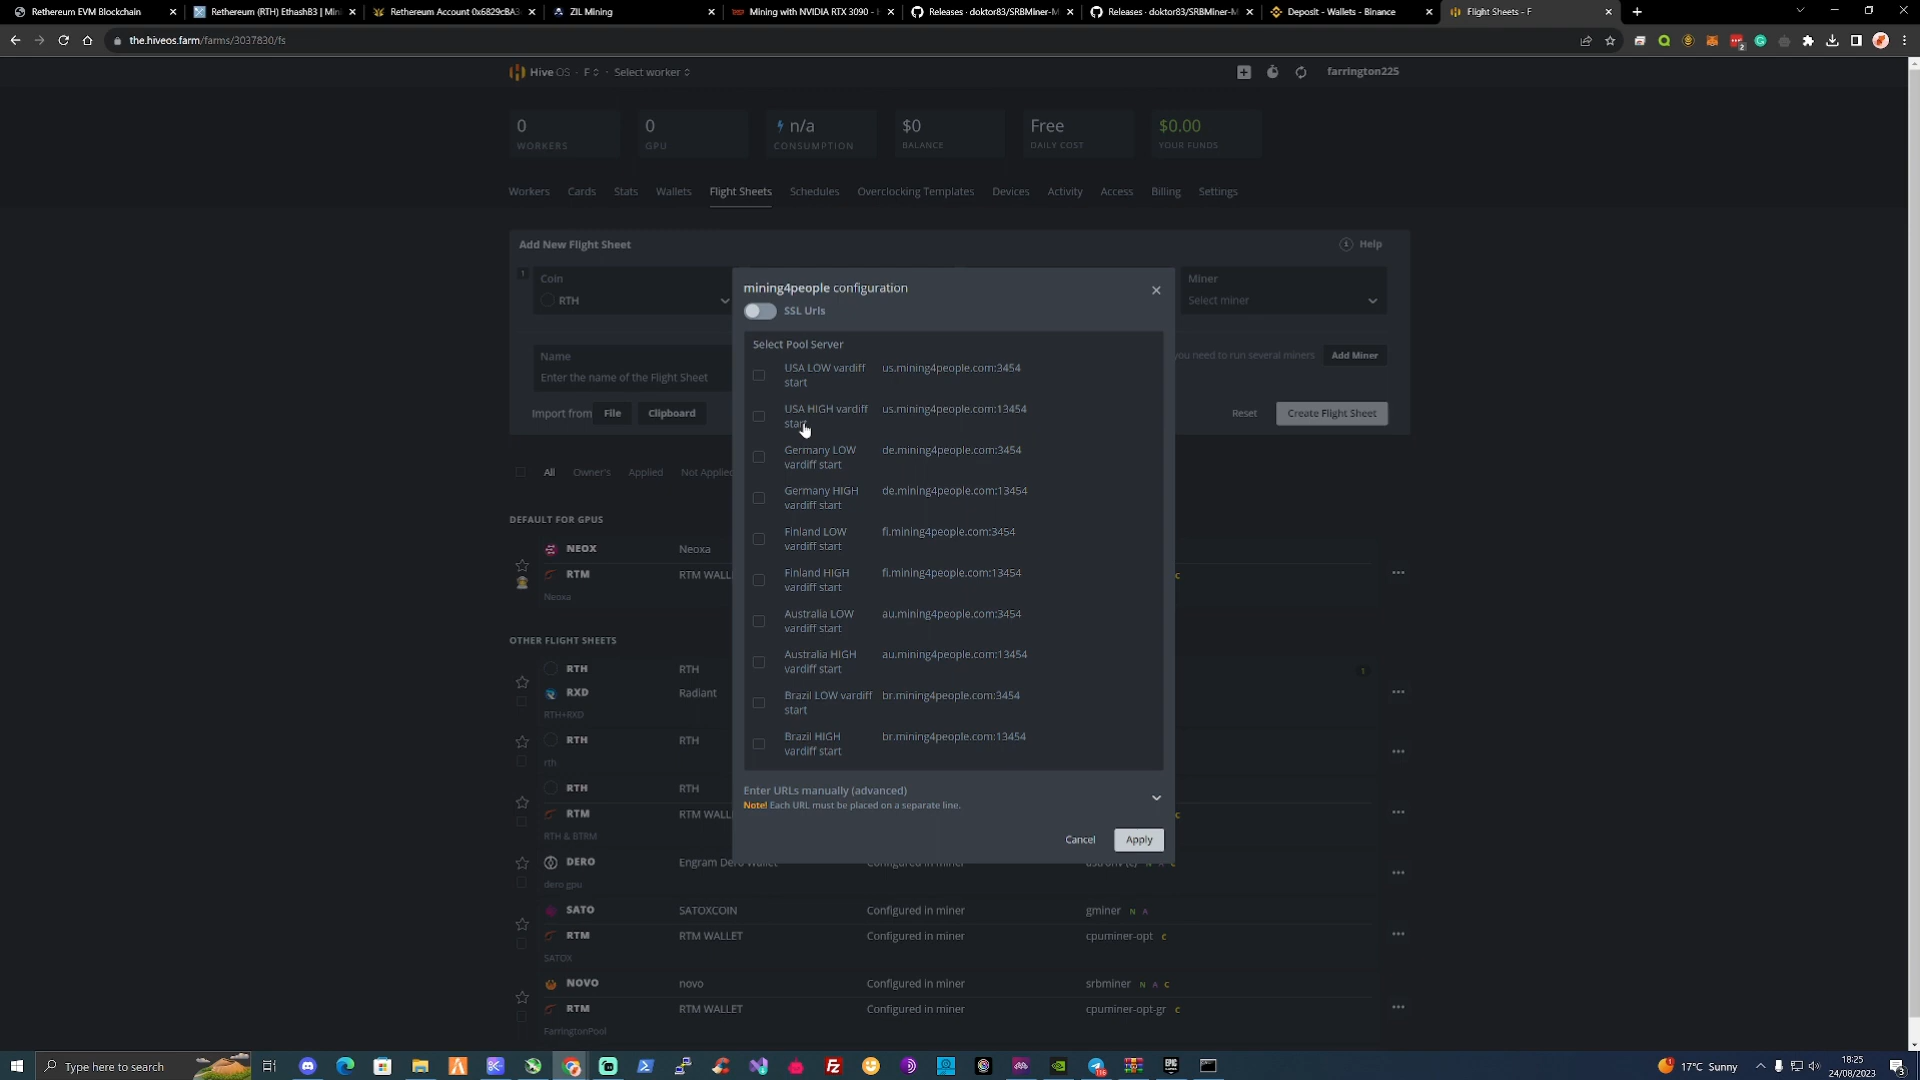 Rethereum EVM Blockchain
Rethereum (RTH) EthashB3 | Mini
Rethereum Account 0x6829cBA3
ZIL Mining
Mining with NVIDIA RTX 3090 - H
Releases · doktor83/SRBMiner-M
Releases · doktor83/SRBMiner-M
Deposit - Wallets - Binance
Flight Sheets - F
the.hiveos.farm/farms/3037830/fs
Hive OS · F · Select worker
farrington225
0
WORKERS
0
GPU
n/a
CONSUMPTION
$0
BALANCE
Free
DAILY COST
$0.00
YOUR FUNDS
Workers Cards Stats Wallets Flight Sheets Schedules Overclocking Templates Devices Activity Access Billing Settings
Add New Flight Sheet
Help
1
Coin
RTH
Miner
Select miner
Name
Enter the name of the Flight Sheet
you need to run several miners
Add Miner
Import from File Clipboard
Reset
Create Flight Sheet
mining4people configuration
SSL Urls
Select Pool Server
USA LOW vardiff start
us.mining4people.com:3454
USA HIGH vardiff start
us.mining4people.com:13454
Germany LOW vardiff start
de.mining4people.com:3454
Germany HIGH vardiff start
de.mining4people.com:13454
Finland LOW vardiff start
fi.mining4people.com:3454
Finland HIGH vardiff start
fi.mining4people.com:13454
Australia LOW vardiff start
au.mining4people.com:3454
Australia HIGH vardiff start
au.mining4people.com:13454
Brazil LOW vardiff start
br.mining4people.com:3454
Brazil HIGH vardiff start
br.mining4people.com:13454
Enter URLs manually (advanced)
Note! Each URL must be placed on a separate line.
Cancel
Apply
All Owner's Applied Not Applied
DEFAULT FOR GPUS
NEOX Neoxa
RTM RTM WALL
C
Neoxa
OTHER FLIGHT SHEETS
RTH RTH
1
RXD Radiant
RTH+RXD
RTH RTH
rth
RTH RTH
RTM RTM WALL
C
RTH & BTRM
DERO Engram Dero Wallet Configured in miner
dero gpu
SATO SATOXCOIN Configured in miner gminer N A
RTM RTM WALLET Configured in miner cpuminer-opt C
SATOX
NOVO novo Configured in miner srbminer N A C
RTM RTM WALLET Configured in miner cpuminer-opt-gr C
FarringtonPool
Type here to search
17°C Sunny
18:25
24/08/2023